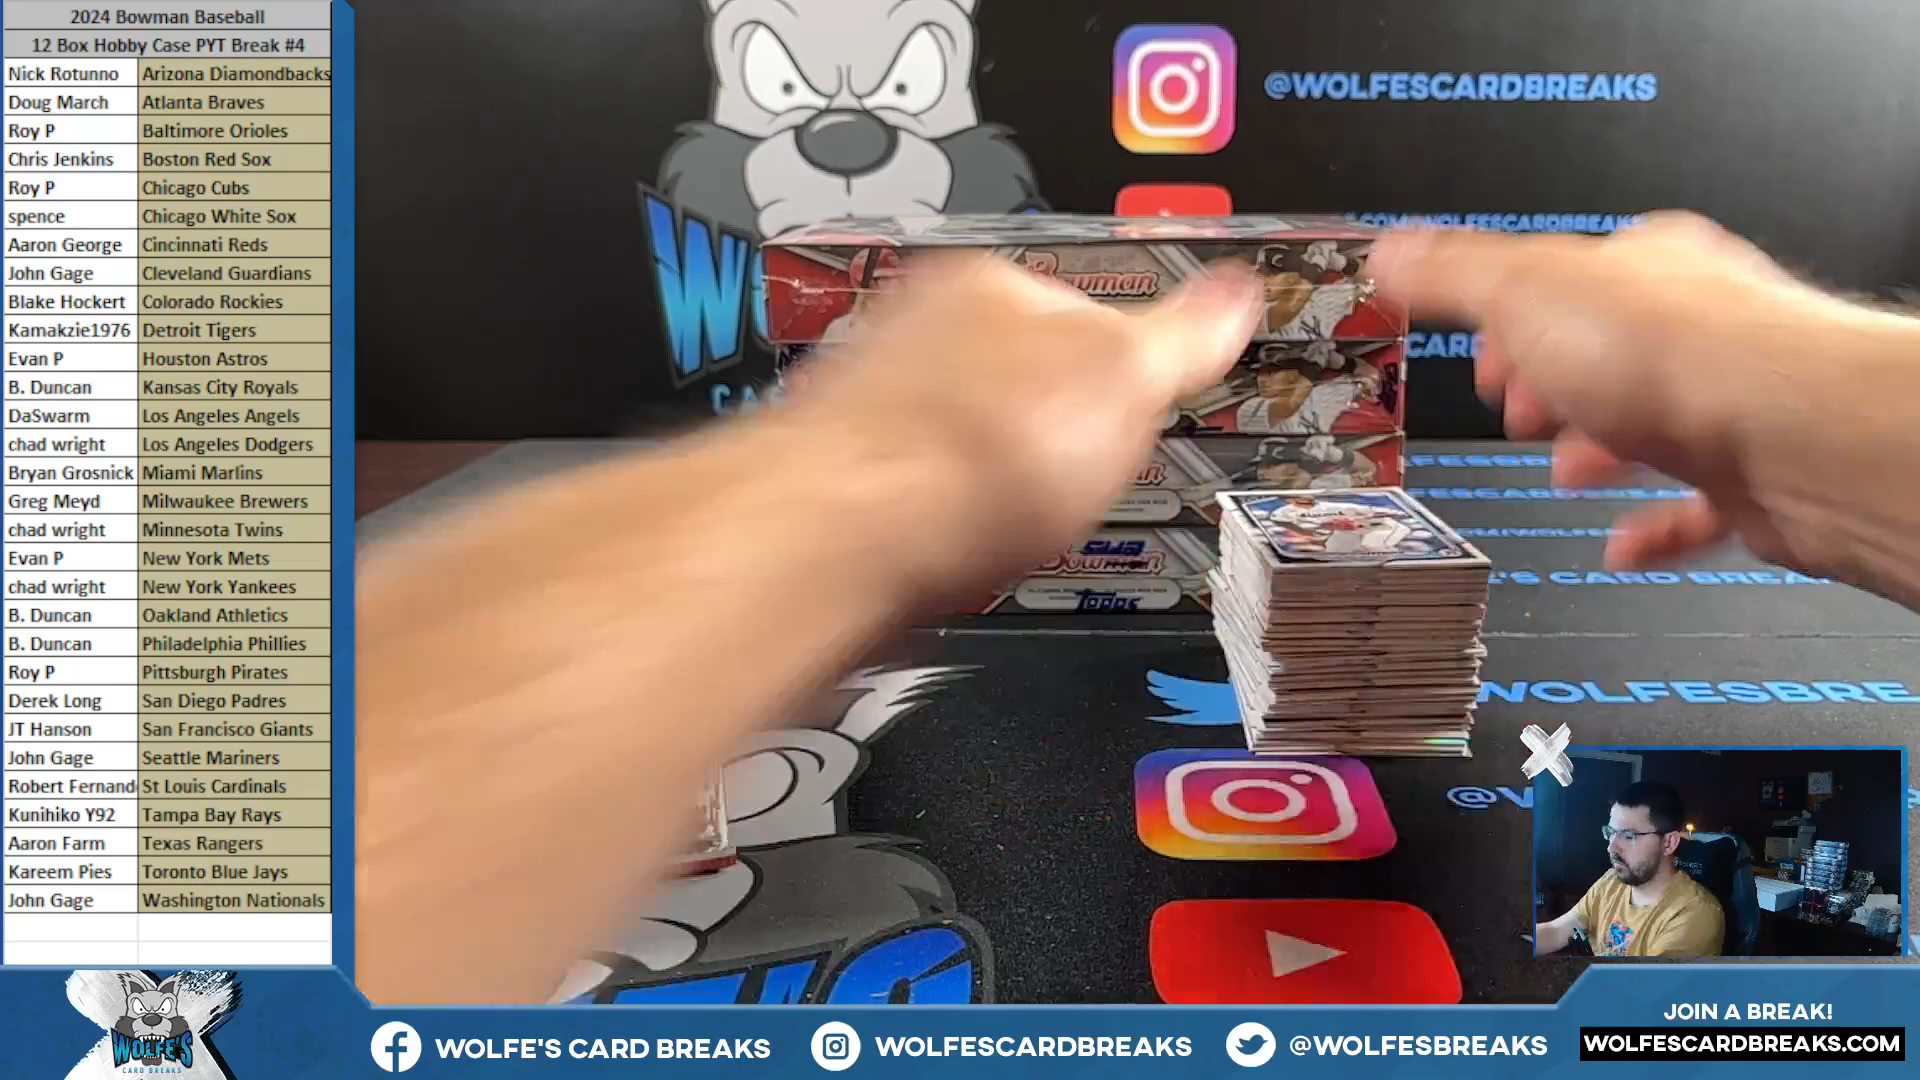 2024 Bowman Baseball
12 Box Hobby Case PYT Break #4
Nick Rotunno Arizona Diamondbacks
Doug March Atlanta Braves
Roy P Baltimore Orioles
Chris Jenkins Boston Red Sox
Roy P Chicago Cubs
spence Chicago White Sox
Aaron George Cincinnati Reds
John Gage Cleveland Guardians
Blake Hockert Colorado Rockies
Kamakzie1976 Detroit Tigers
Evan P Houston Astros
B. Duncan Kansas City Royals
DaSwarm Los Angeles Angels
chad wright Los Angeles Dodgers
Bryan Grosnick Miami Marlins
Greg Meyd Milwaukee Brewers
chad wright Minnesota Twins
Evan P New York Mets
chad wright New York Yankees
B. Duncan Oakland Athletics
B. Duncan Philadelphia Phillies
Roy P Pittsburgh Pirates
Derek Long San Diego Padres
JT Hanson San Francisco Giants
John Gage Seattle Mariners
Robert Fernand St Louis Cardinals
Kunihiko Y92 Tampa Bay Rays
Aaron Farm Texas Rangers
Kareem Pies Toronto Blue Jays
John Gage Washington Nationals
@WOLFESCARDBREAKS
Bowman
Bowman
Topps
WOLFESBRE
WOLFE'S
CARD BREAKS
WOLFE'S CARD BREAKS
WOLFESCARDBREAKS
@WOLFESBREAKS
JOIN A BREAK!
WOLFESCARDBREAKS.COM